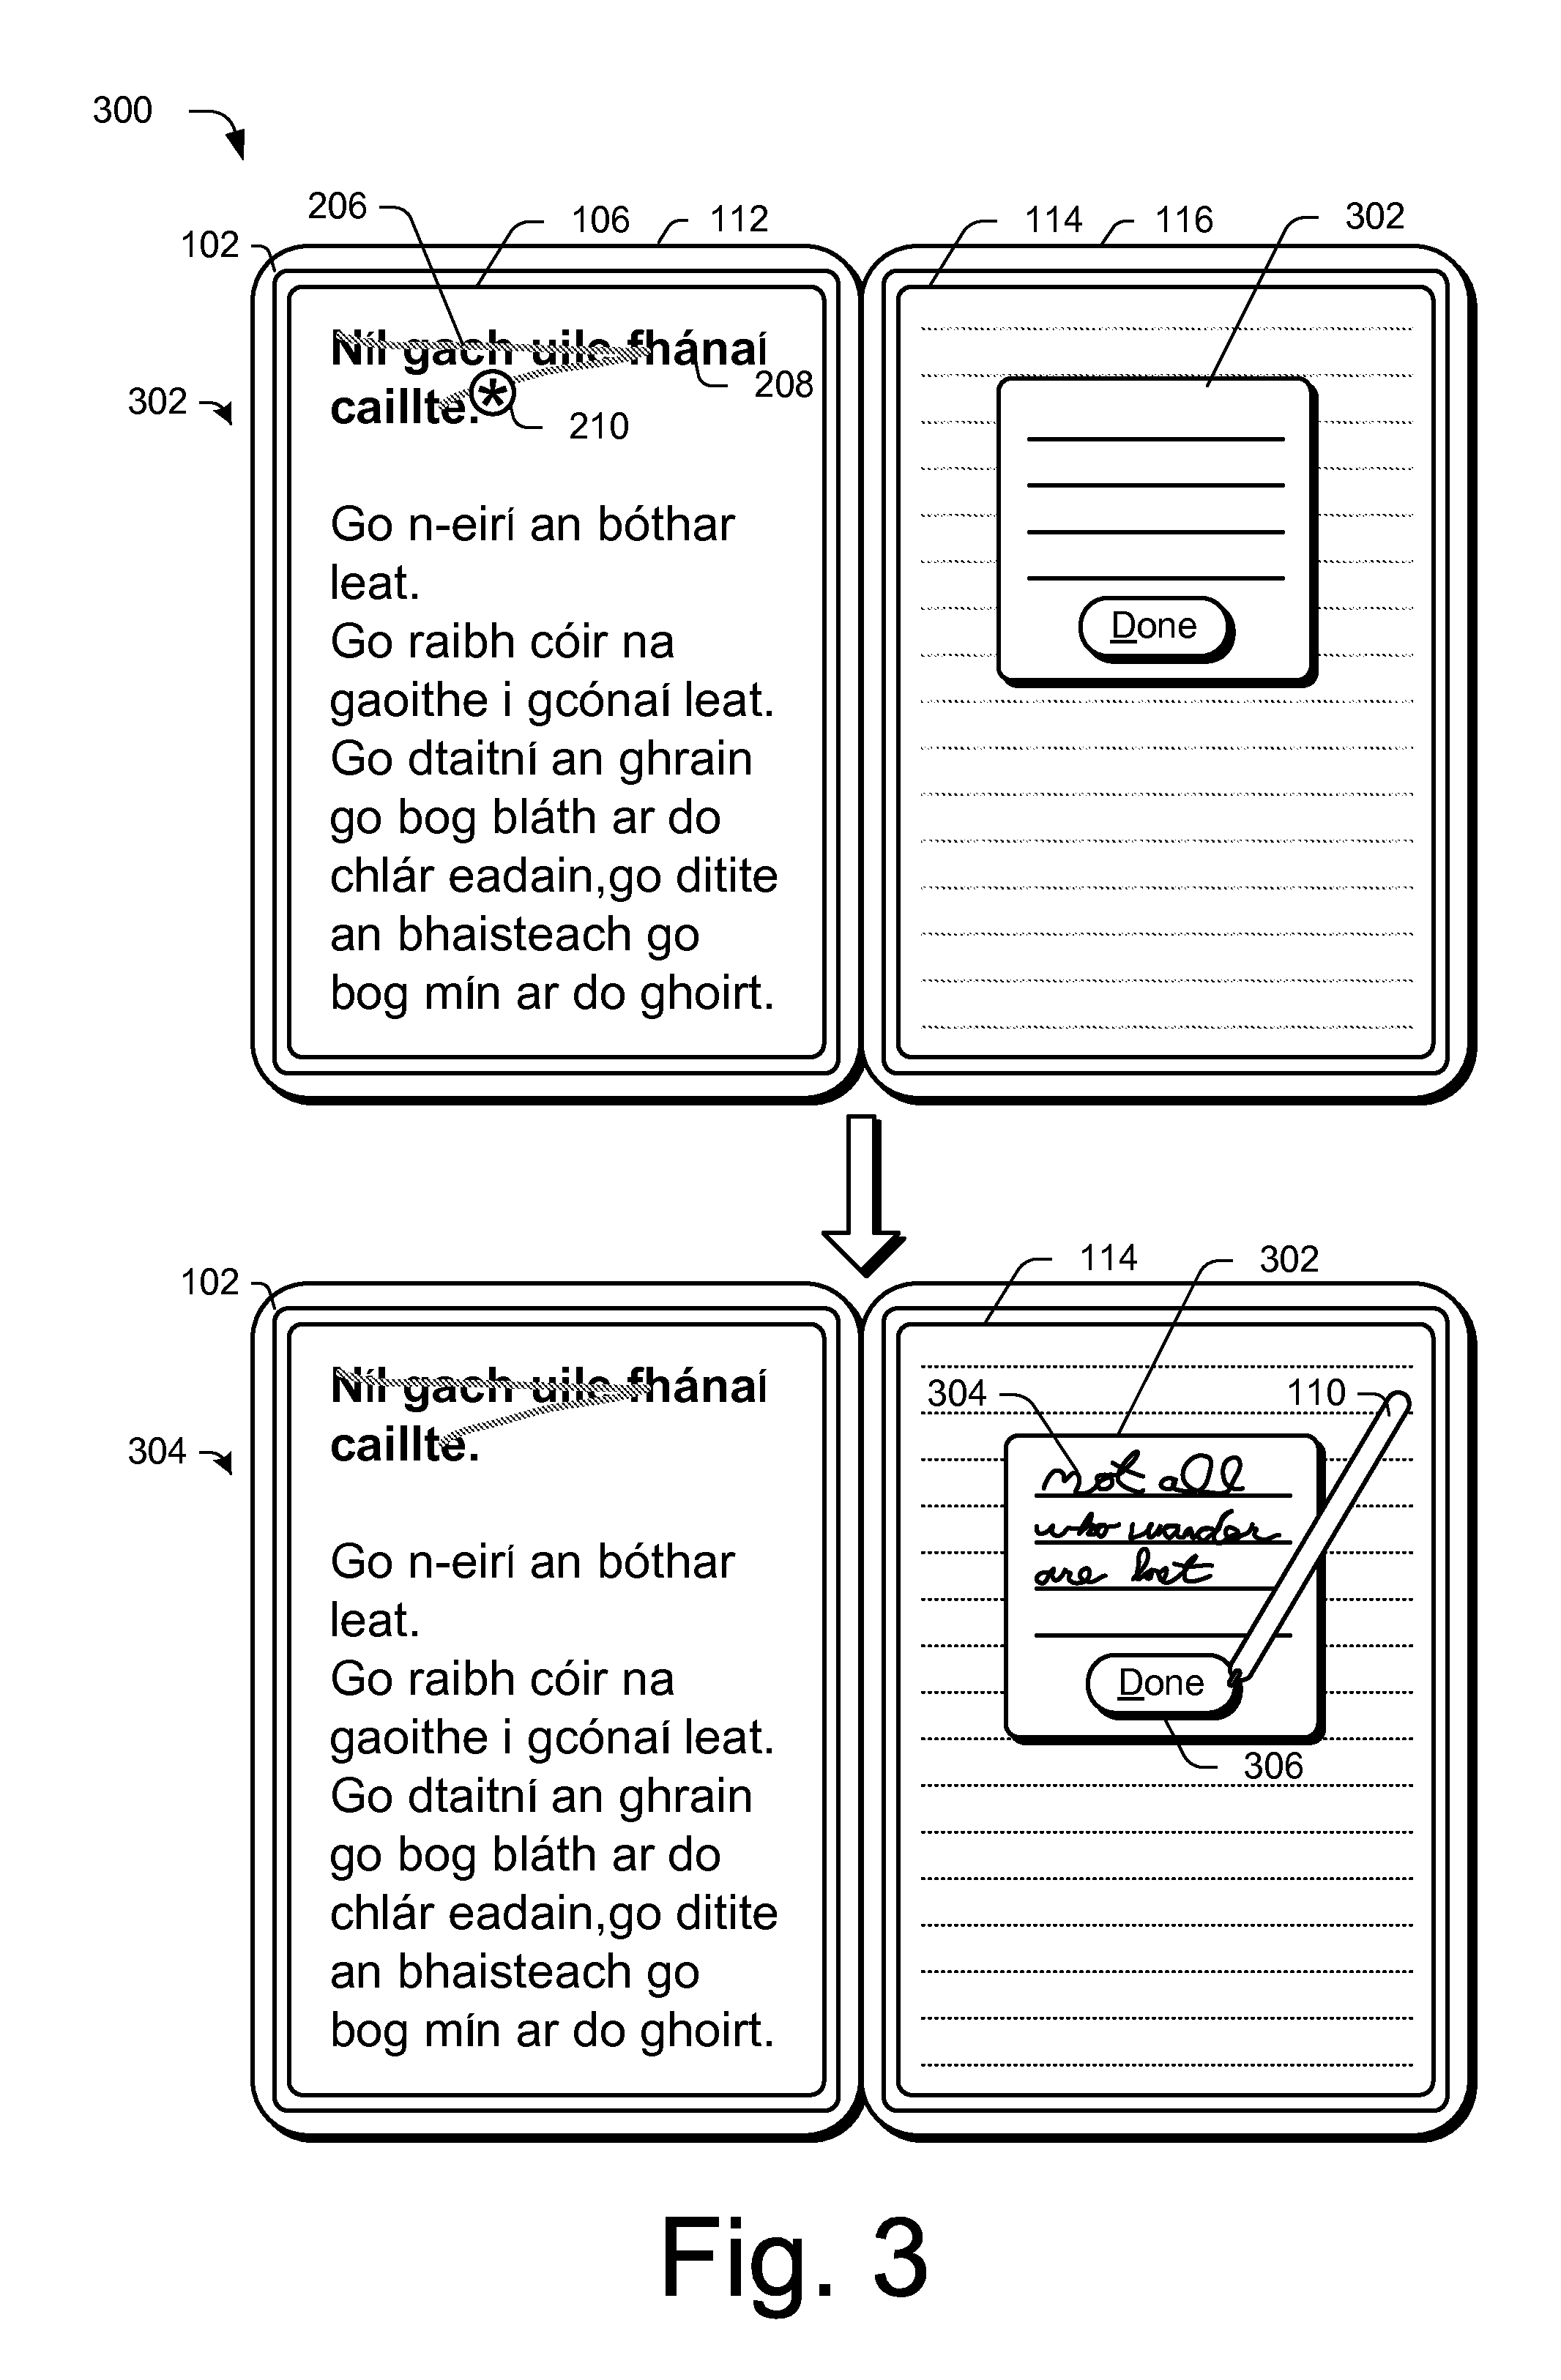 300
206
106
112
114
116
302
102
Níl gach uile fhánaí
208
302
caillte.*
210
Go n-eirí an bóthar
leat.
Go raibh cóir na
gaoithe i gcónaí leat.
Go dtaitní an ghrain
go bog bláth ar do
chlár eadain,go ditite
an bhaisteach go
bog mín ar do ghoirt.
Done
102
114
302
Níl gach uile fhánaí
caillte.
304
Go n-eirí an bóthar
leat.
Go raibh cóir na
gaoithe i gcónaí leat.
Go dtaitní an ghrain
go bog bláth ar do
chlár eadain,go ditite
an bhaisteach go
bog mín ar do ghoirt.
304
110
not all
who wander
are lost
Done
306
Fig. 3